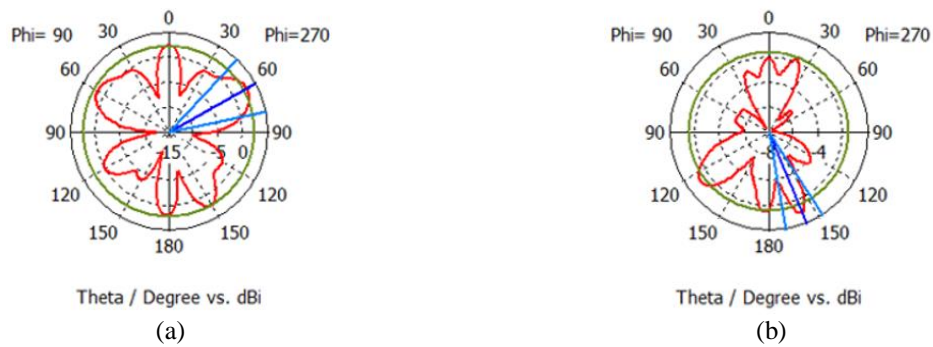 0 0
Phi= 90 30 30 Phi=270 Phi= 90 30 30 Phi=270
60 60 60 60
90 90 90 90
-15 -5 0 -8 -4
120 120 120 120
150 150 150 150
180 180
Theta / Degree vs. dBi Theta / Degree vs. dBi
(a) (b)